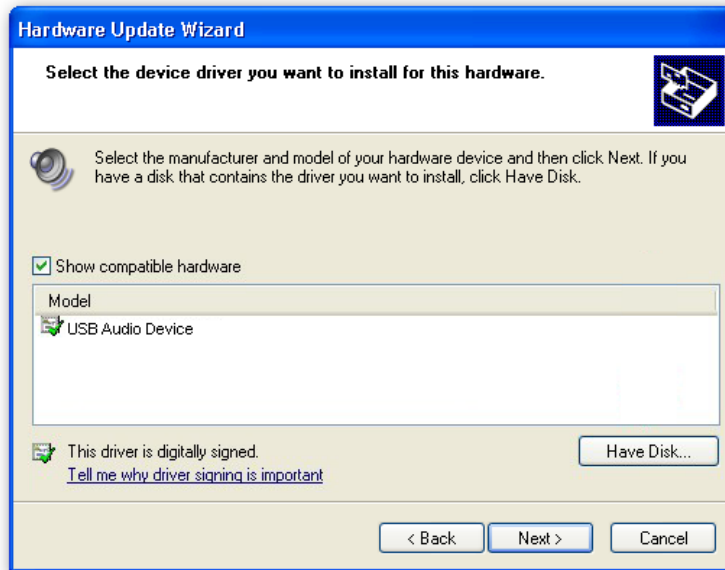 Hardware Update Wizard
Select the device driver you want to install for this hardware.
Select the manufacturer and model of your hardware device and then click Next. If you
have a disk that contains the driver you want to install, click Have Disk.
Show compatible hardware
Model
USB Audio Device
This driver is digitally signed.
Tell me why driver signing is important
Have Disk...
< Back
Next >
Cancel